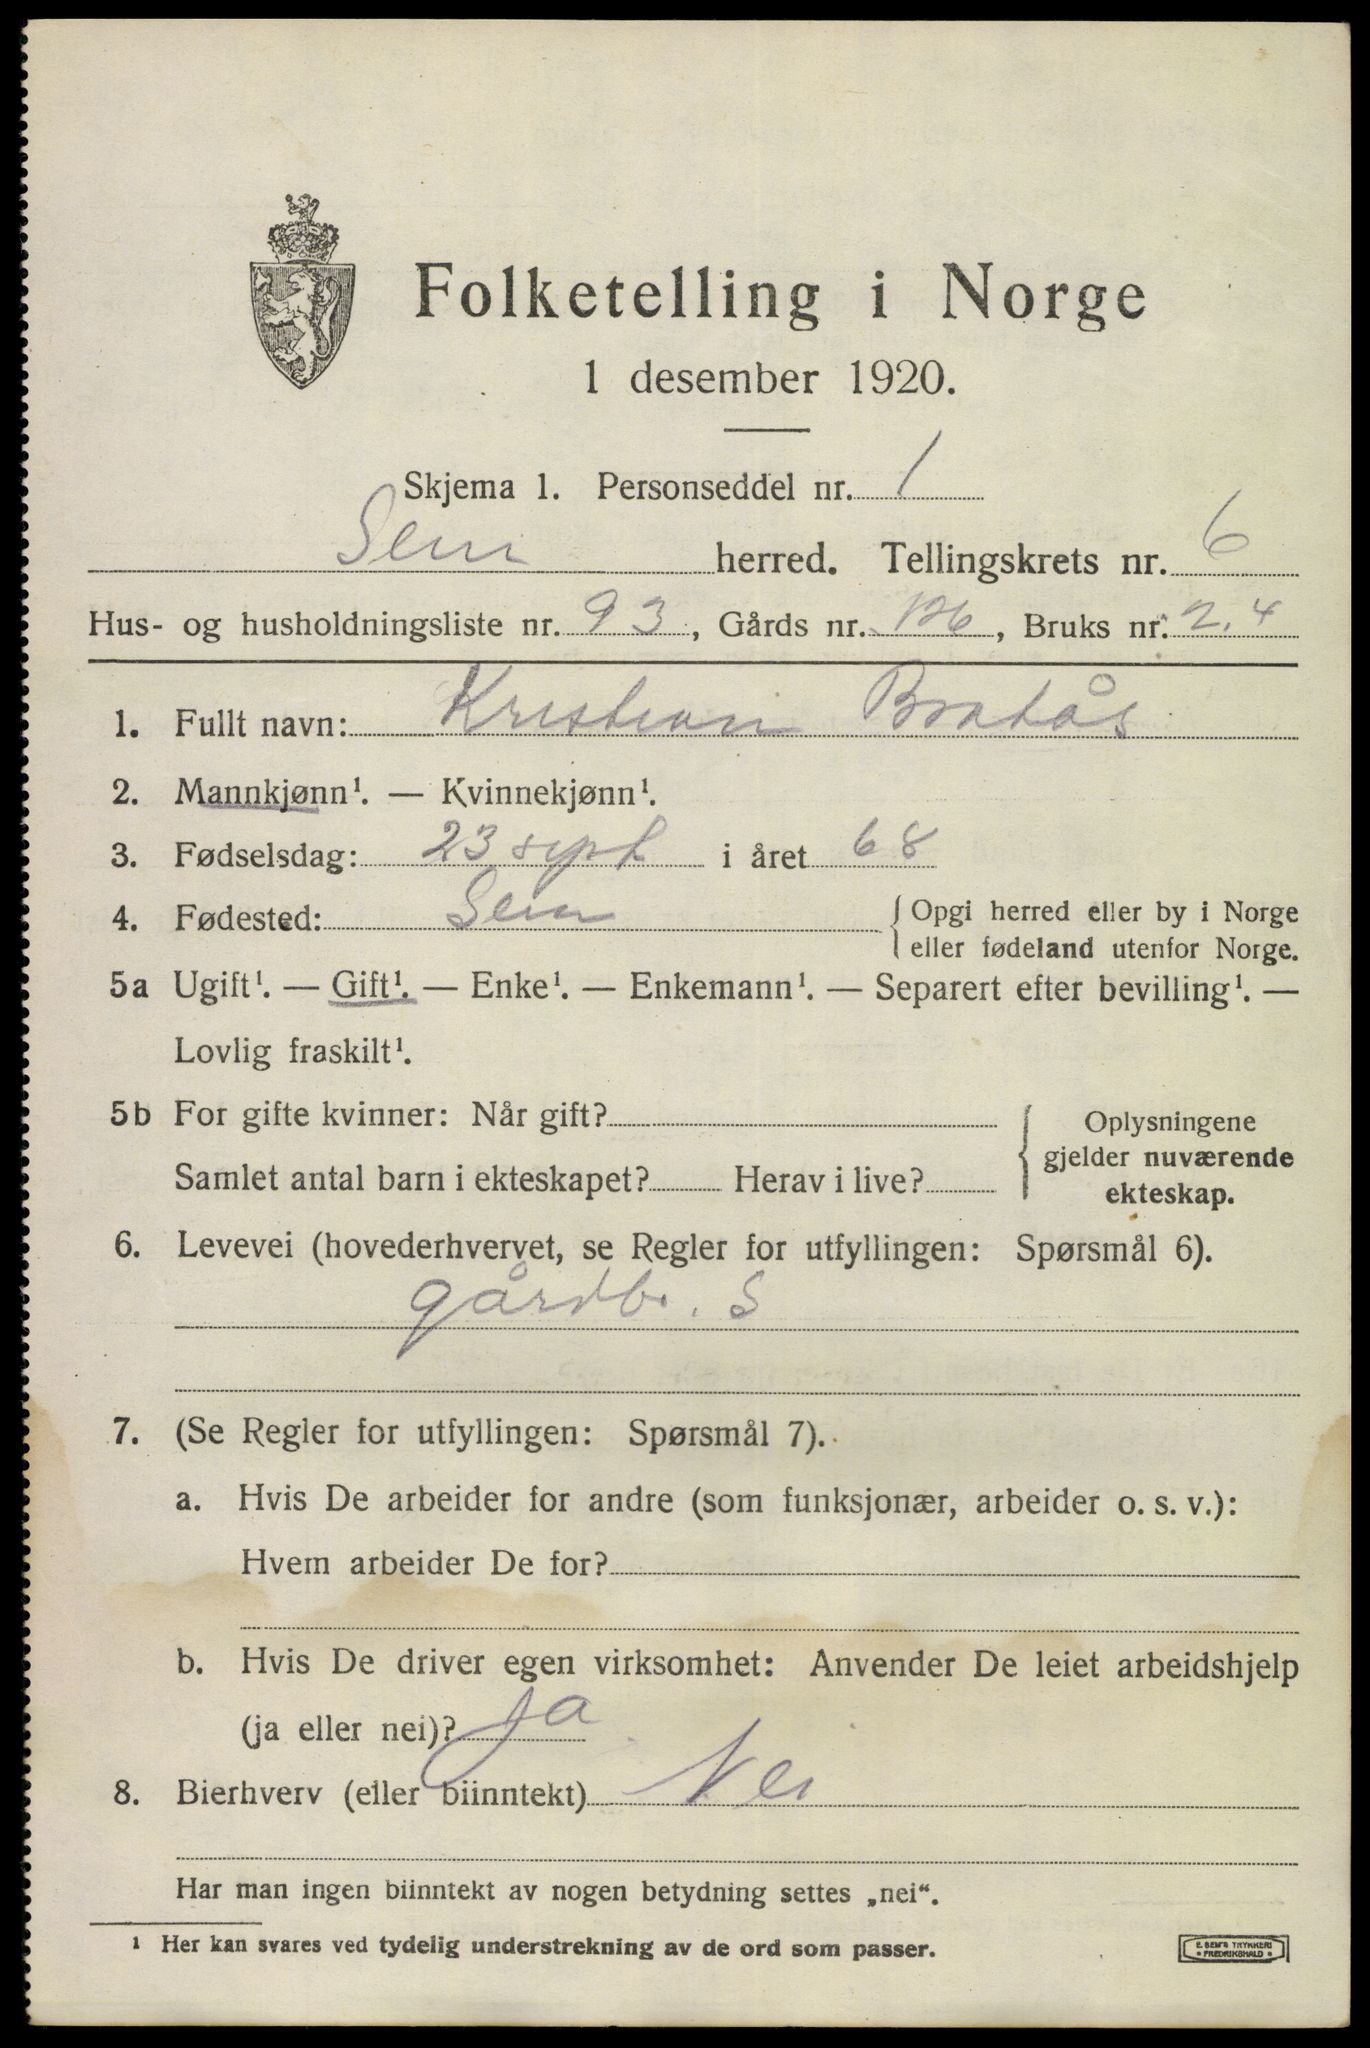 Folketelling i Norge
1 desember 1920.
Skjema 1. Personseddel nr. 1
Sem herred. Tellingskrets nr. 6
Hus- og husholdningsliste nr. 93, Gårds nr. 126, Bruks nr. 2,4
1. Fullt navn: Kristian Bratås
2. Mannkjønn¹. — Kvinnekjønn¹.
3. Fødselsdag: 23 sept i året 68
4. Fødested: Sem { Opgi herred eller by i Norge
eller fødeland utenfor Norge.
5a Ugift¹. — Gift¹. — Enke¹. — Enkemann¹. — Separert efter bevilling¹. —
Lovlig fraskilt¹.
5b For gifte kvinner: Når gift? { Oplysningene
gjelder nuværende
Samlet antal barn i ekteskapet? Herav i live? ekteskap.
6. Levevei (hovederhvervet, se Regler for utfyllingen: Spørsmål 6).
gårdbr. S
7. (Se Regler for utfyllingen: Spørsmål 7).
a. Hvis De arbeider for andre (som funksjonær, arbeider o. s. v.):
Hvem arbeider De for?
b. Hvis De driver egen virksomhet: Anvender De leiet arbeidshjelp
(ja eller nei)? Ja
8. Bierhverv (eller biinntekt) Nei
Har man ingen biinntekt av nogen betydning settes „nei“.
¹ Her kan svares ved tydelig understrekning av de ord som passer.
E. SEM'S TRYKKERI
• FREDRIKSHALD •